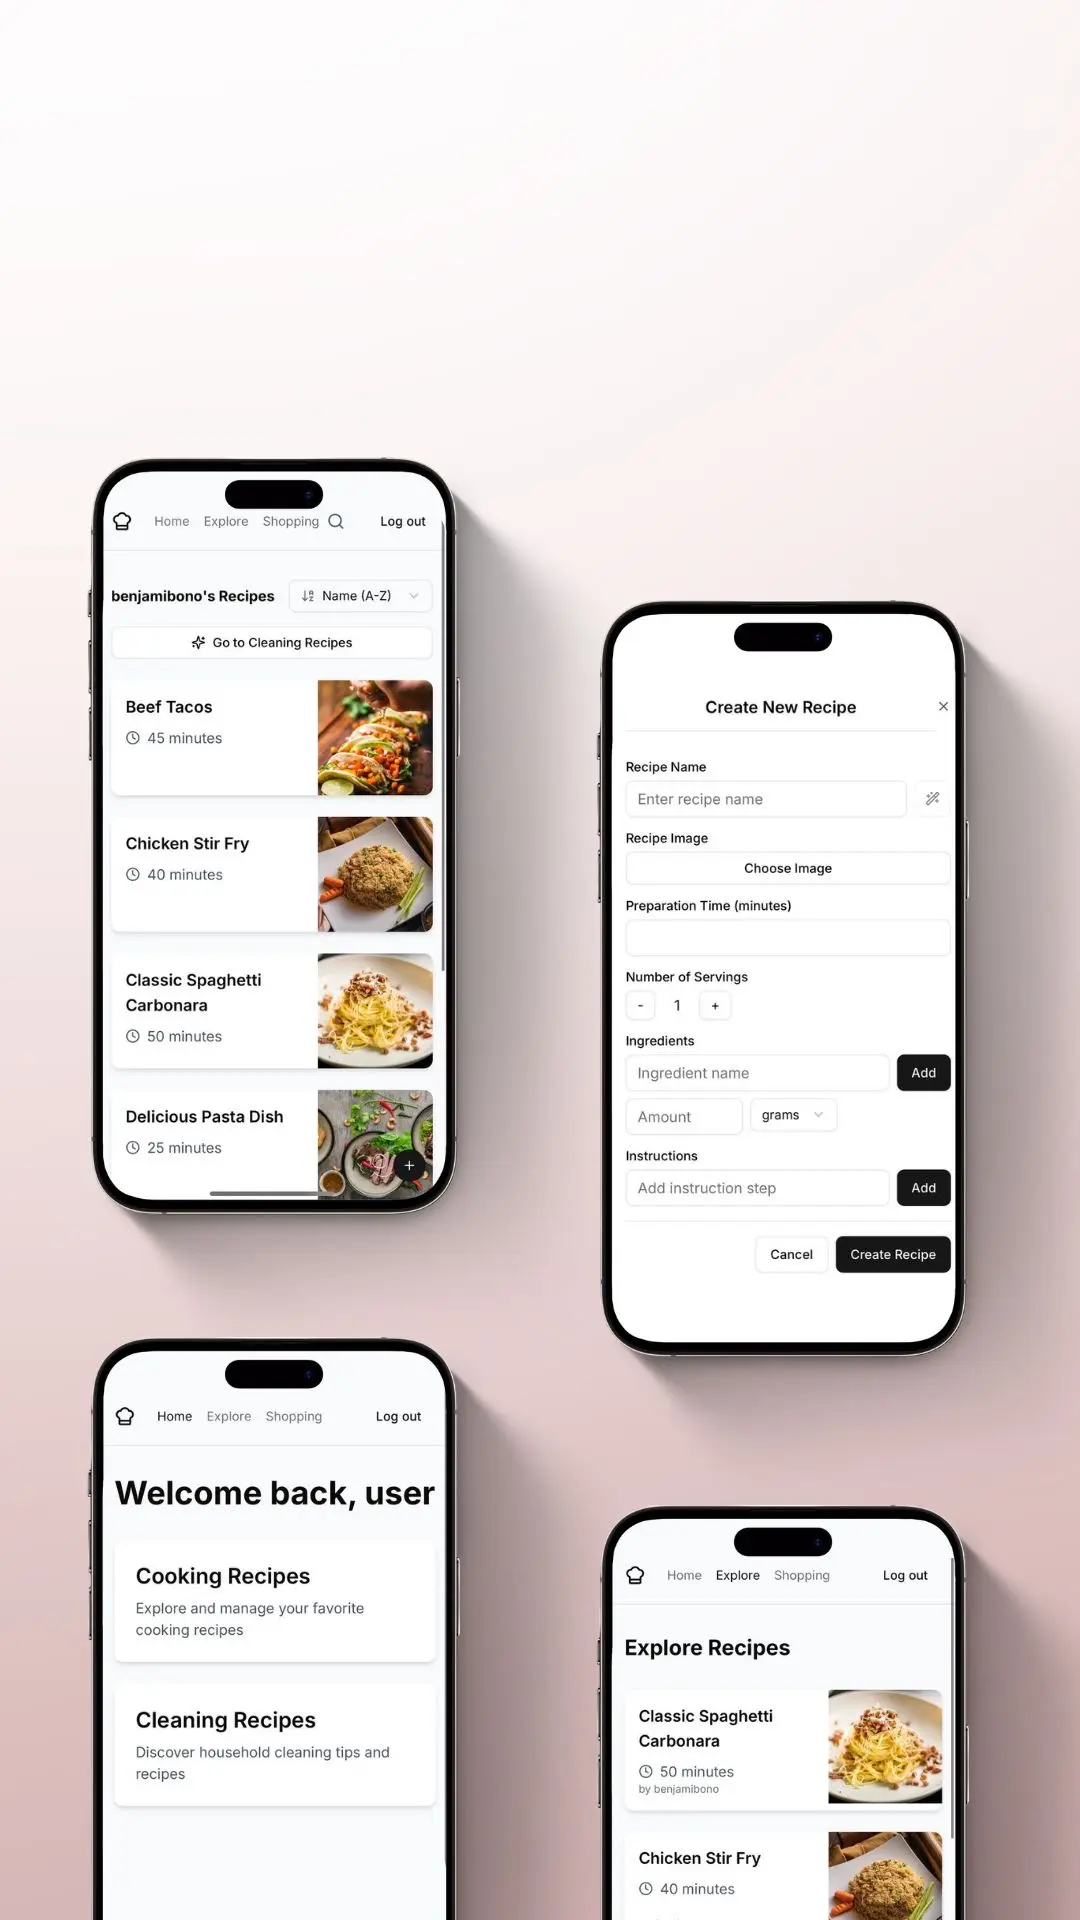 Home Explore Shopping Log out
benjamibono's Recipes Name (A-Z)
Go to Cleaning Recipes
Beef Tacos
45 minutes
Chicken Stir Fry
40 minutes
Classic Spaghetti
Carbonara
50 minutes
Delicious Pasta Dish
25 minutes
+
Create New Recipe
Recipe Name
Enter recipe name
Recipe Image
Choose Image
Preparation Time (minutes)
Number of Servings
- 1 +
Ingredients
Ingredient name Add
Amount grams
Instructions
Add instruction step Add
Cancel Create Recipe
Home Explore Shopping Log out
Welcome back, user
Cooking Recipes
Explore and manage your favorite
cooking recipes
Cleaning Recipes
Discover household cleaning tips and
recipes
Home Explore Shopping Log out
Explore Recipes
Classic Spaghetti
Carbonara
50 minutes
by benjamibono
Chicken Stir Fry
40 minutes